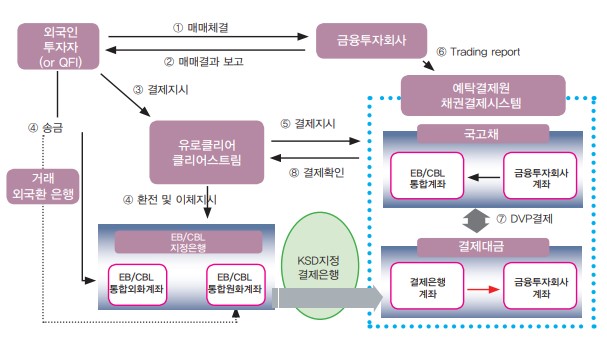 외국인
투자자
(or QFI)
① 매매체결
② 매매결과 보고
금융투자회사
⑥ Trading report
③ 결제지시
예탁결제원
채권결제시스템
④ 송금
유로클리어
클리어스트림
⑤ 결제지시
⑧ 결제확인
국고채
EB/CBL
통합계좌
금융투자회사
계좌
거래
외국환 은행
④ 환전 및 이체지시
⑦ DVP결제
EB/CBL
지정은행
EB/CBL
통합외화계좌
EB/CBL
통합원화계좌
KSD지정
결제은행
결제대금
결제은행
계좌
금융투자회사
계좌